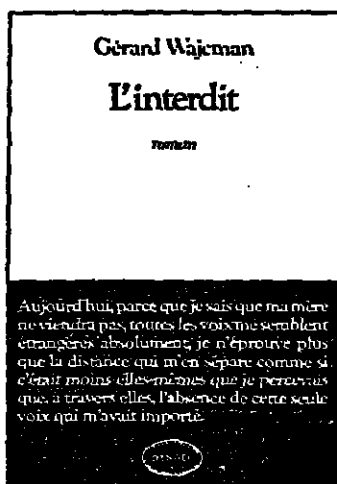 Gérard Wajcman
L'interdit
roman
Aujourd'hui, parce que je sais que ma mère
ne viendra pas, toutes les voix me semblent
étrangères absolument, je n'éprouve plus
que la distance qui m'en sépare comme si
c'était moins elles-mêmes que je percevais
que, à travers elles, l'absence de cette seule
voix qui m'avait importé.